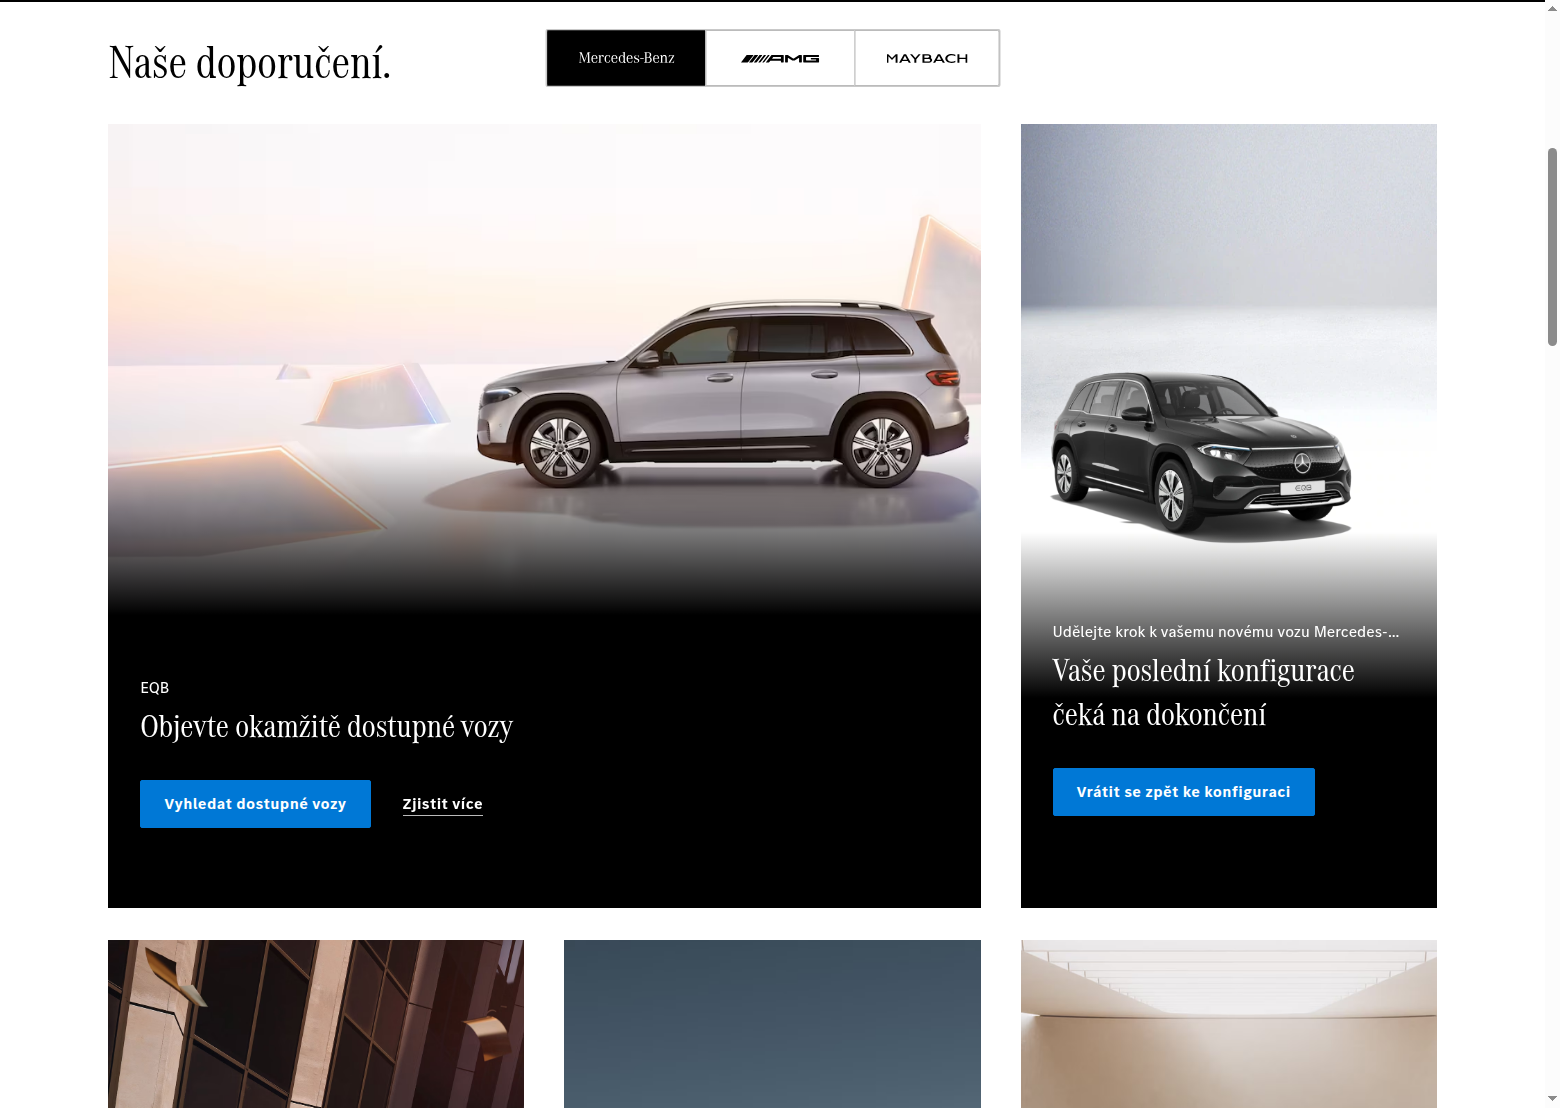 Naše doporučení.
Mercedes-Benz
AMG
MAYBACH
EQB
Udělejte krok k vašemu novému vozu Mercedes-...
Vaše poslední konfigurace
čeká na dokončení
Vrátit se zpět ke konfiguraci
EQB
Objevte okamžitě dostupné vozy
Vyhledat dostupné vozy
Zjistit více